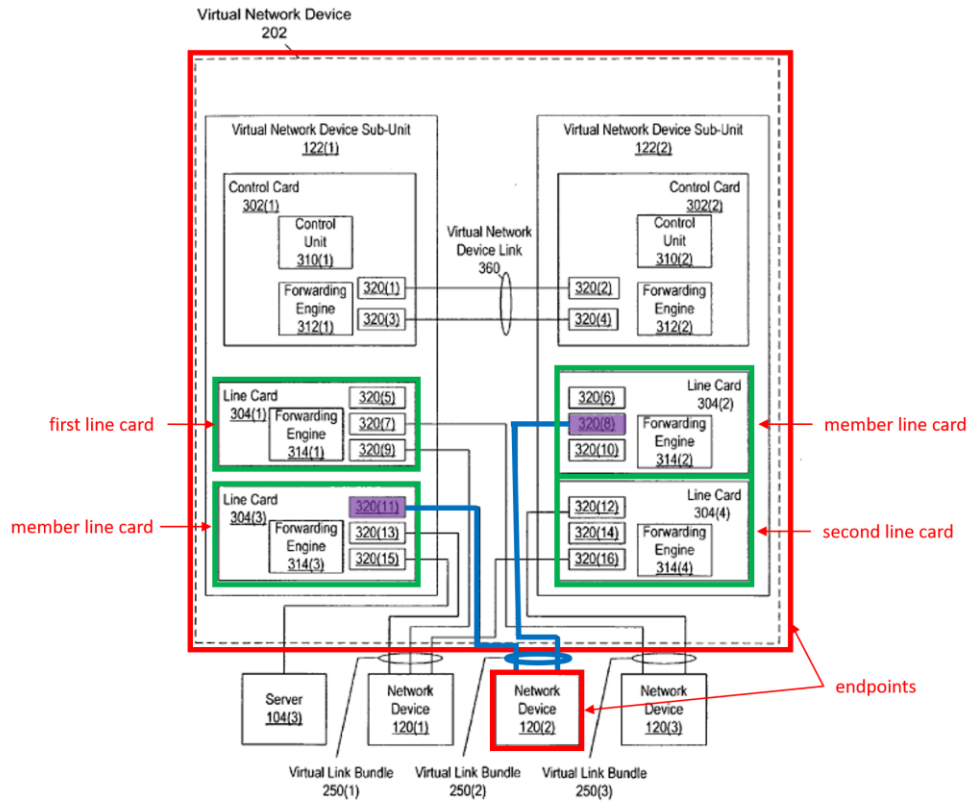 Virtual Network Device
202
Virtual Network Device Sub-Unit
122(1)
Control Card
302(1)
Control
Unit
310(1)
Forwarding
Engine
312(1)
320(1)
320(3)
Virtual Network
Device Link
360
Virtual Network Device Sub-Unit
122(2)
Control Card
302(2)
Control
Unit
310(2)
320(2)
320(4)
Forwarding
Engine
312(2)
first line card
Line Card
304(1)
Forwarding
Engine
314(1)
320(5)
320(7)
320(9)
320(6)
320(8)
320(10)
Line Card
304(2)
Forwarding
Engine
314(2)
member line card
member line card
Line Card
304(3)
Forwarding
Engine
314(3)
320(11)
320(13)
320(15)
320(12)
320(14)
320(16)
Line Card
304(4)
Forwarding
Engine
314(4)
second line card
endpoints
Server
104(3)
Network
Device
120(1)
Network
Device
120(2)
Network
Device
120(3)
Virtual Link Bundle
250(1)
Virtual Link Bundle
250(2)
Virtual Link Bundle
250(3)